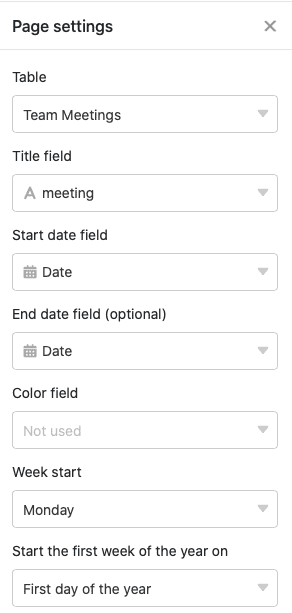 Page settings
Table
Team Meetings
Title field
meeting
Start date field
Date
End date field (optional)
Date
Color field
Not used
Week start
Monday
Start the first week of the year on
First day of the year